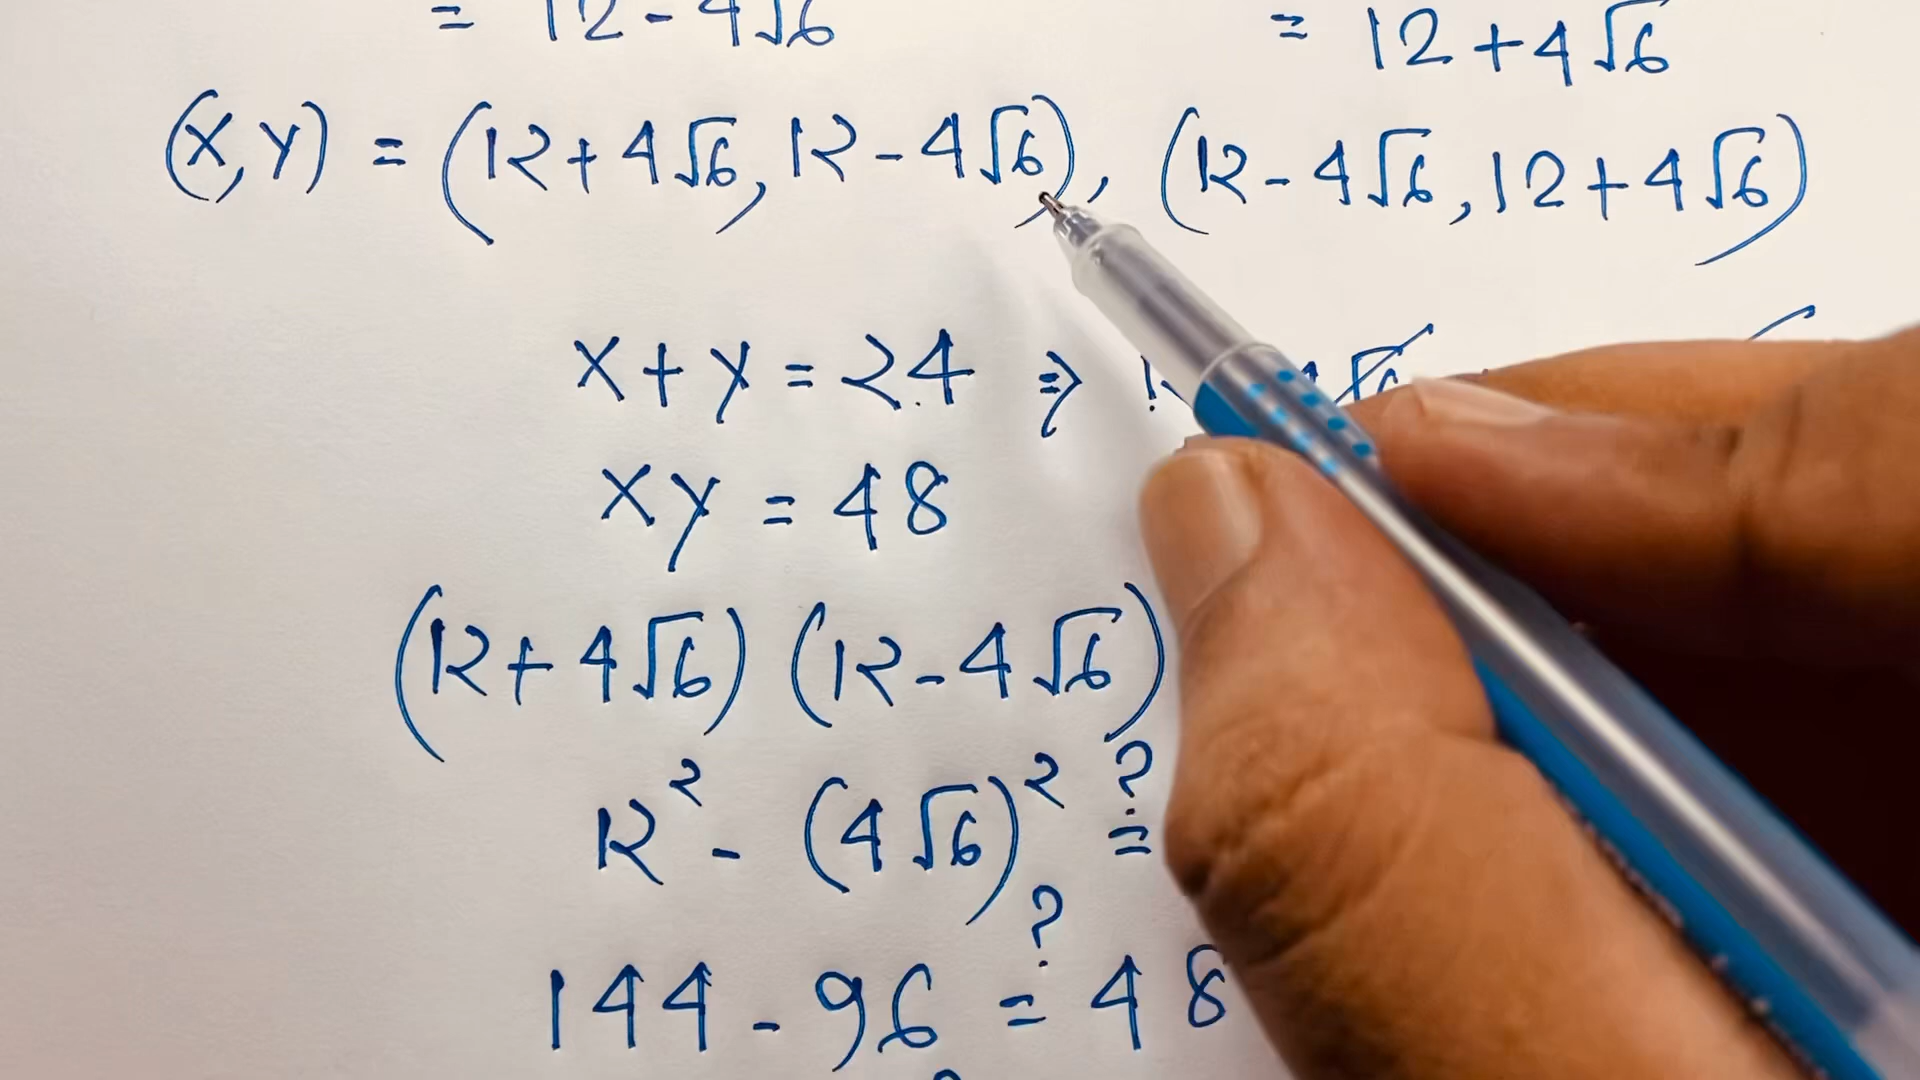 = 12 - 4√6 = 12 + 4√6
(x, y) = (12 + 4√6, 12 - 4√6), (12 - 4√6, 12 + 4√6)
x + y = 24 ⇒
xy = 48
(12 + 4√6) (12 - 4√6)
12² - (4√6)² ≟
144 - 96 ≟ 48